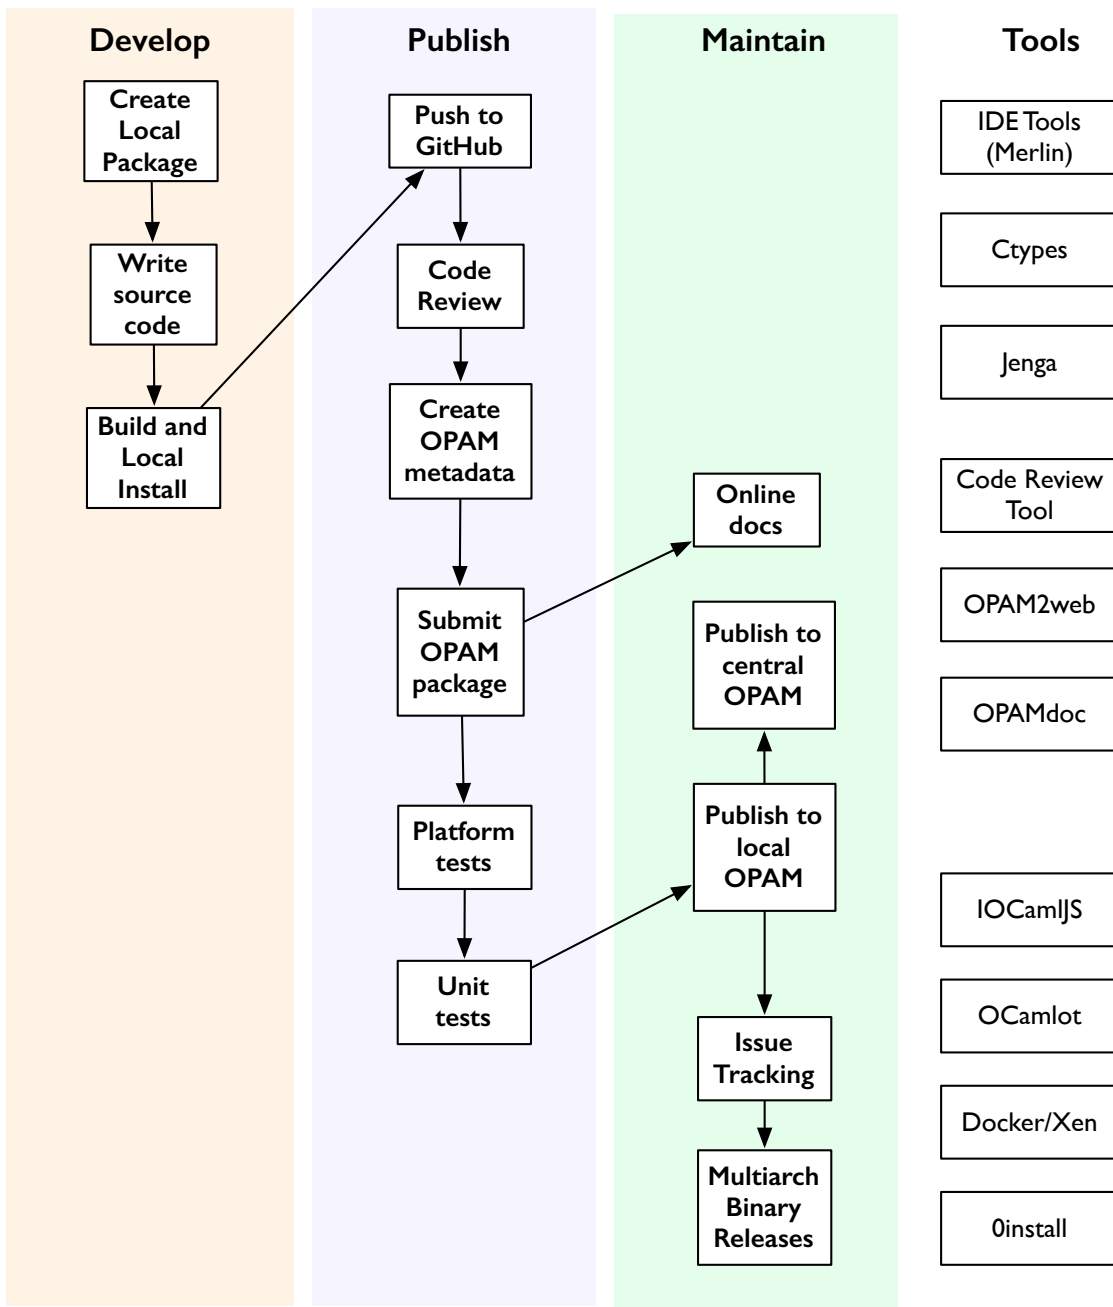 Develop
Create
Local
Package
Write
source
code
Build and
Local
Install
Publish
Push to
GitHub
Code
Review
Create
OPAM
metadata
Submit
OPAM
package
Platform
tests
Unit
tests
Maintain
Online
docs
Publish to
central
OPAM
Publish to
local
OPAM
Issue
Tracking
Multiarch
Binary
Releases
Tools
IDE Tools
(Merlin)
Ctypes
Jenga
Code Review
Tool
OPAM2web
OPAMdoc
IOCamlJS
OCamlot
Docker/Xen
0install